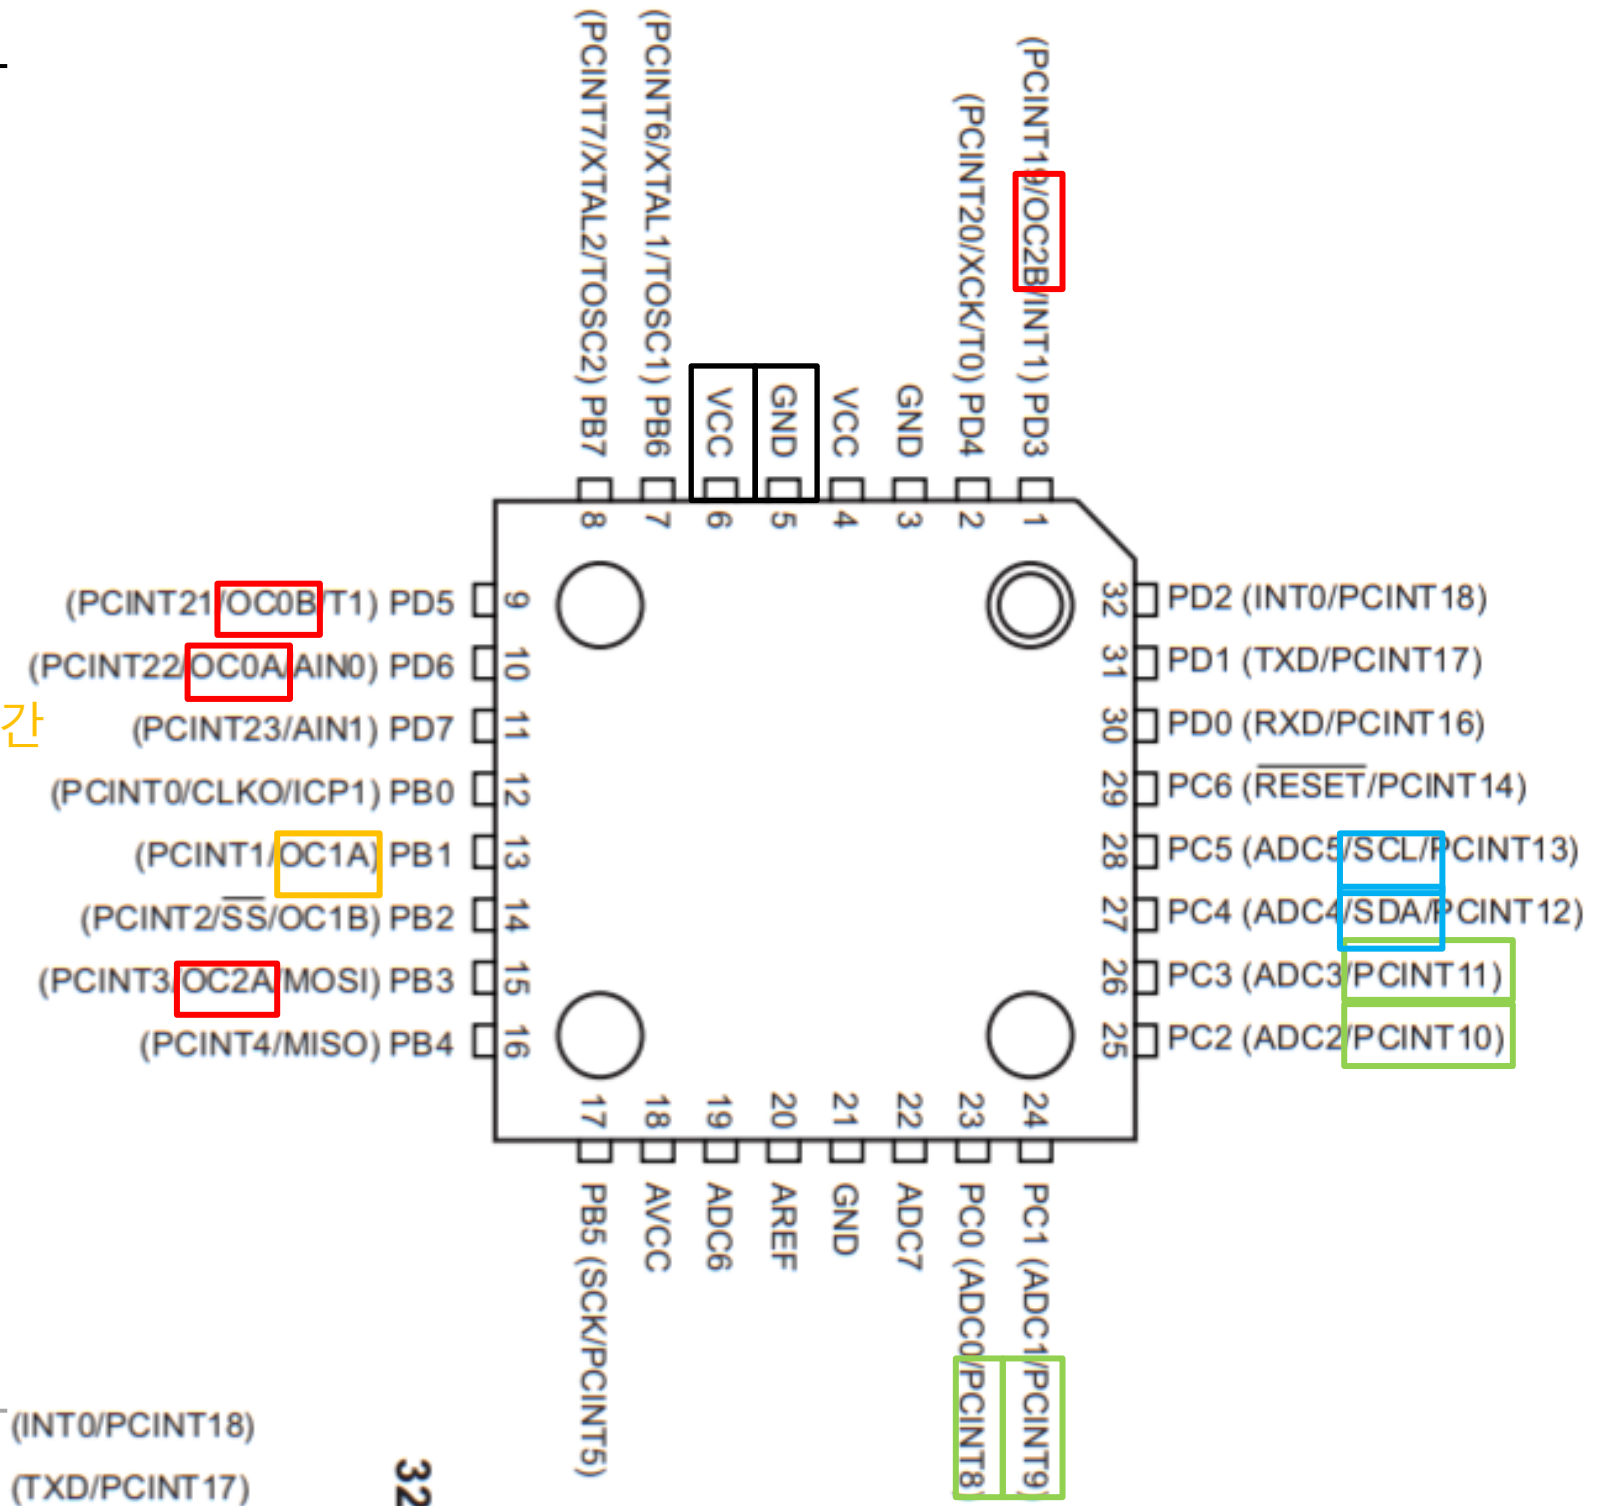 (PCINT7/XTAL2/TOSC2) PB7
(PCINT6/XTAL1/TOSC1) PB6
VCC
GND
VCC
GND
(PCINT20/XCK/T0) PD4
(PCINT19/OC2B/INT1) PD3
8
7
6
5
4
3
2
1
(PCINT21/OC0B/T1) PD5
9
(PCINT22/OC0A/AIN0) PD6
10
간
(PCINT23/AIN1) PD7
11
(PCINT0/CLKO/ICP1) PB0
12
(PCINT1/OC1A) PB1
13
(PCINT2/SS/OC1B) PB2
14
(PCINT3/OC2A/MOSI) PB3
15
(PCINT4/MISO) PB4
16
32
PD2 (INT0/PCINT18)
31
PD1 (TXD/PCINT17)
30
PD0 (RXD/PCINT16)
29
PC6 (RESET/PCINT14)
28
PC5 (ADC5/SCL/PCINT13)
27
PC4 (ADC4/SDA/PCINT12)
26
PC3 (ADC3/PCINT11)
25
PC2 (ADC2/PCINT10)
17
18
19
20
21
22
23
24
PB5 (SCK/PCINT5)
AVCC
ADC6
AREF
GND
ADC7
PC0 (ADC0/PCINT8)
PC1 (ADC1/PCINT9)
(INT0/PCINT18)
(TXD/PCINT17)
32